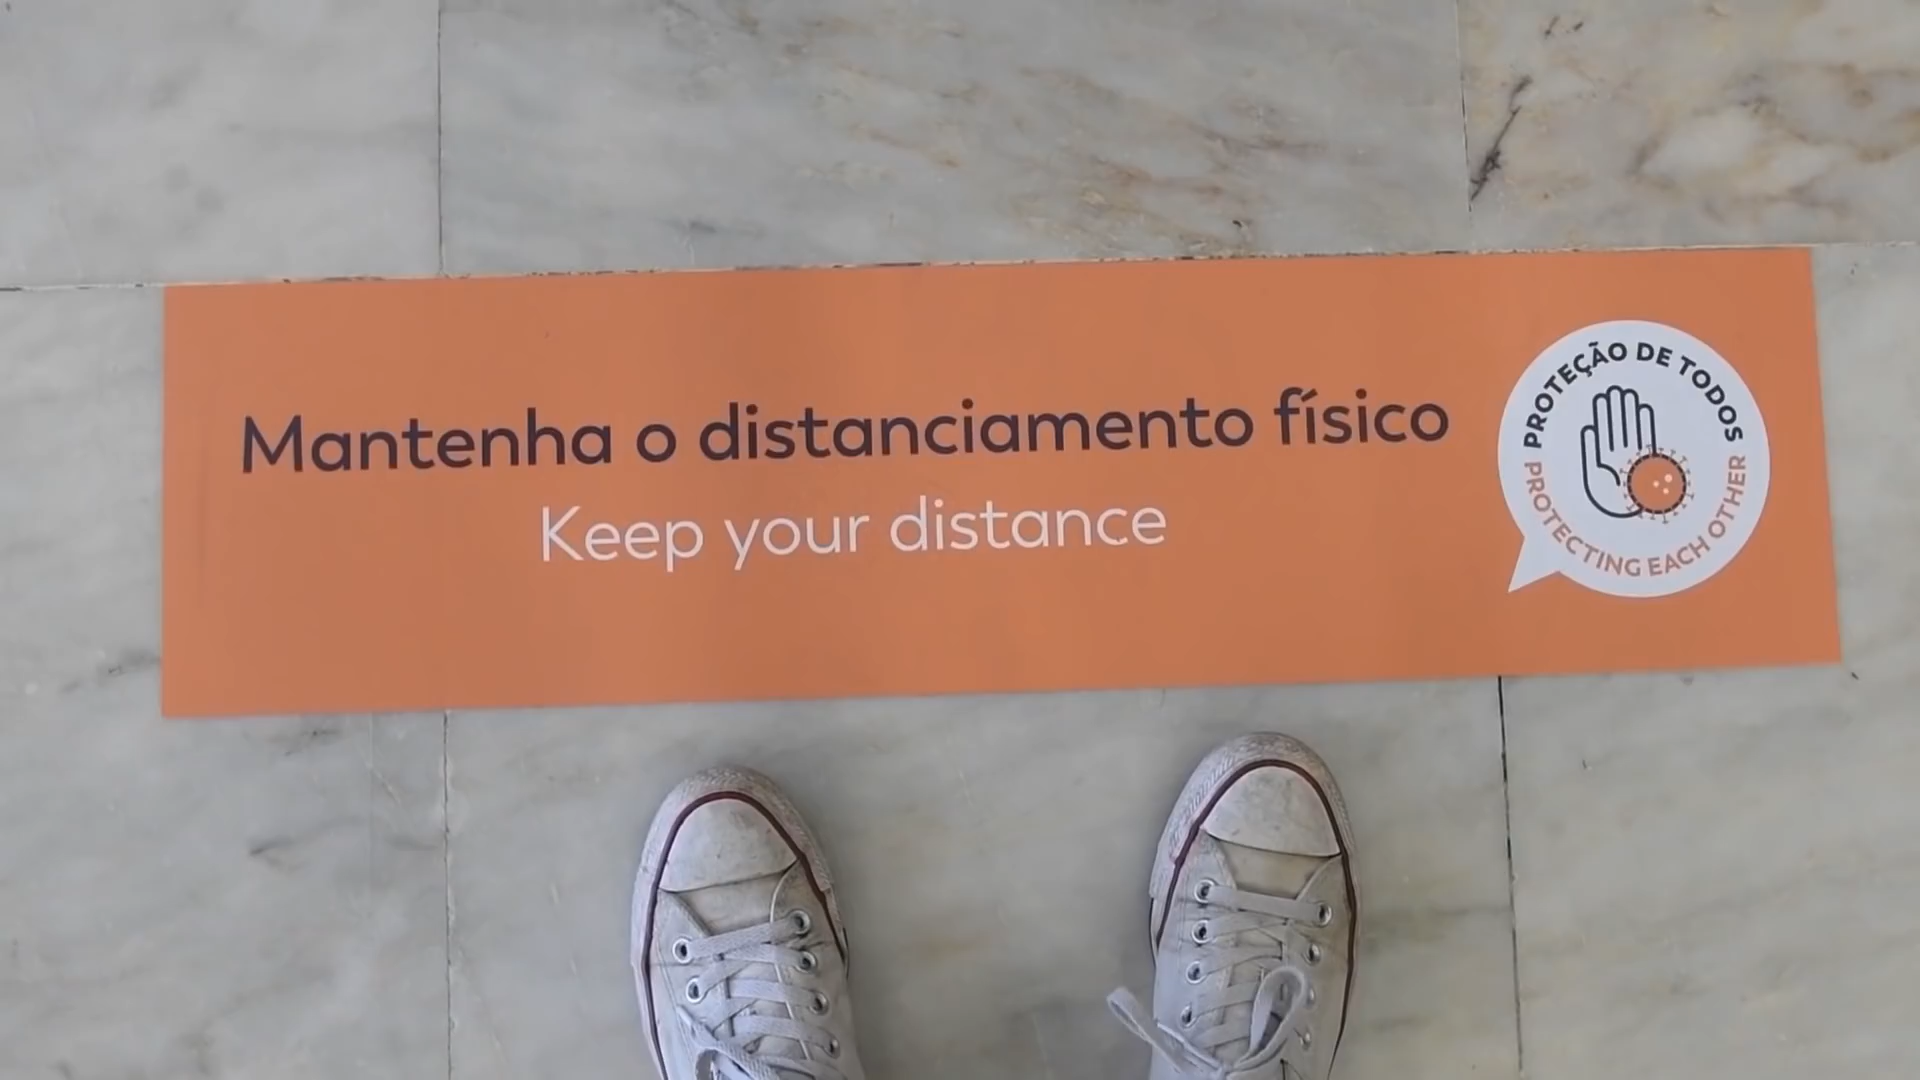 Mantenha o distanciamento físico
Keep your distance
PROTEÇÃO DE TODOS
PROTECTING EACH OTHER